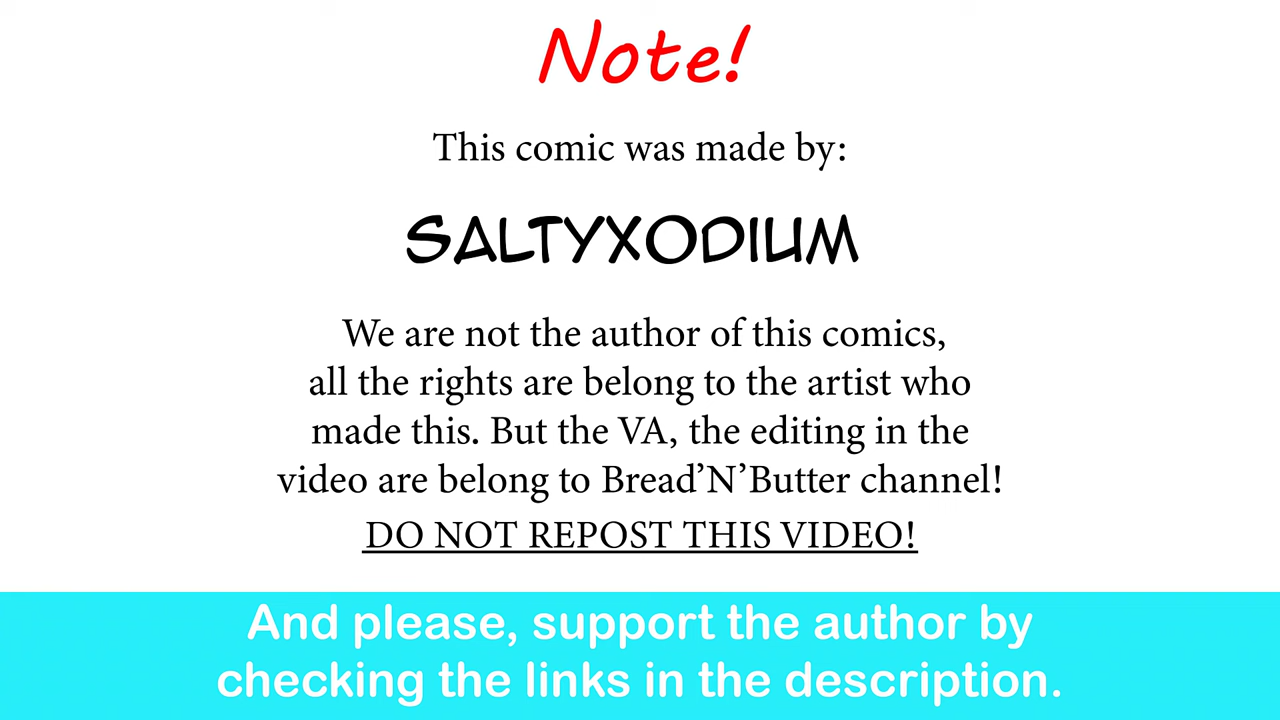 Note!
This comic was made by:
SALTYXODIUM
We are not the author of this comics,
all the rights are belong to the artist who
made this. But the VA, the editing in the
video are belong to Bread’N’Butter channel!
DO NOT REPOST THIS VIDEO!
And please, support the author by
checking the links in the description.